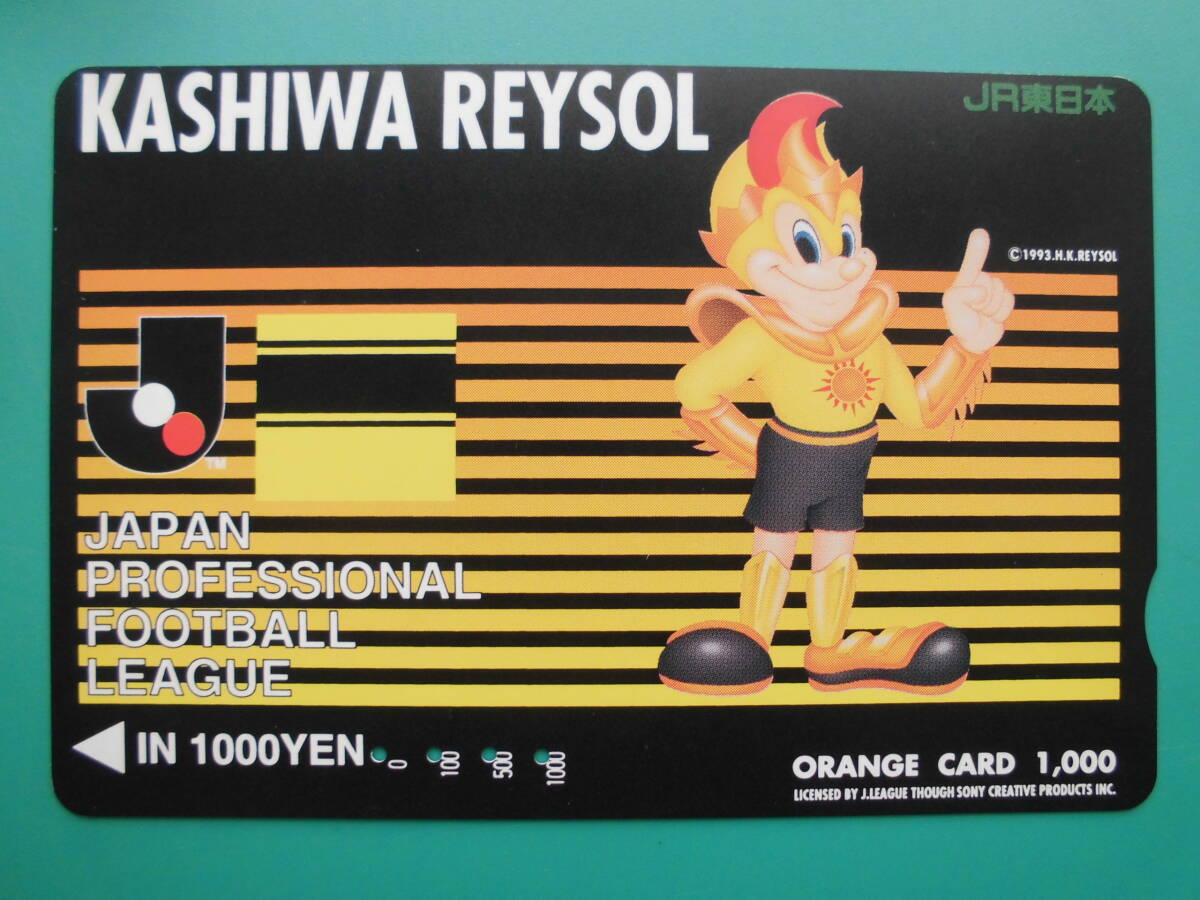 KASHIWA REYSOL
JR東日本
©1993.H.K.REYSOL
J
TM
JAPAN
PROFESSIONAL
FOOTBALL
LEAGUE
IN 1000YEN
0 100 500 1000
ORANGE CARD 1,000
LICENSED BY J.LEAGUE THOUGH SONY CREATIVE PRODUCTS INC.